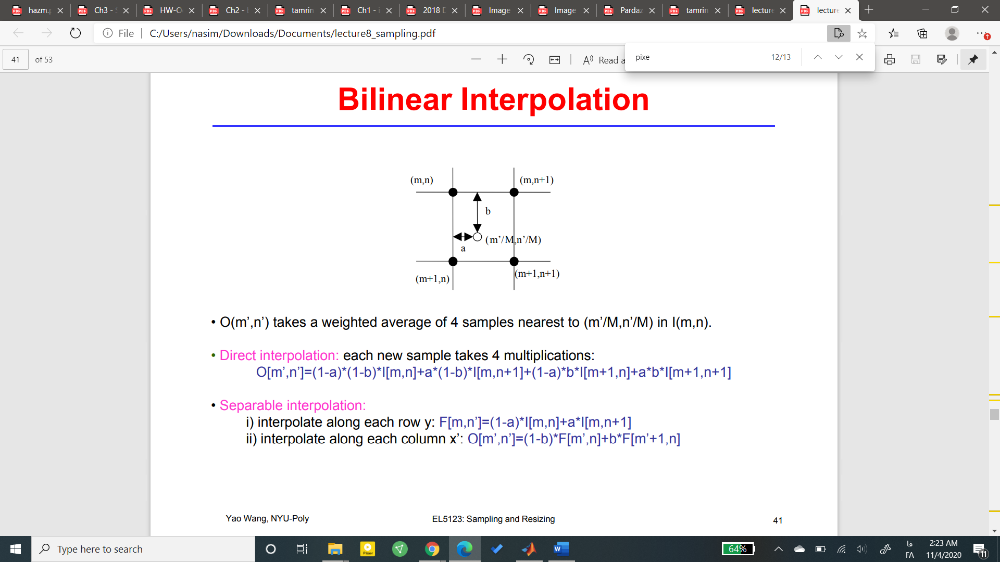 hazm.p
Ch3 - S
HW-O
Ch2 - I
tamrin
Ch1 - i
2018 D
Image
Image
Pardaz
tamrin
lecture
lecture
File
C:/Users/nasim/Downloads/Documents/lecture8_sampling.pdf
41 of 53
Read a
pixe 12/13
Bilinear Interpolation
(m,n) (m,n+1)
b
(m’/M,n’/M)
a
(m+1,n) (m+1,n+1)
• O(m’,n’) takes a weighted average of 4 samples nearest to (m’/M,n’/M) in I(m,n).
• Direct interpolation: each new sample takes 4 multiplications:
O[m’,n’]=(1-a)*(1-b)*I[m,n]+a*(1-b)*I[m,n+1]+(1-a)*b*I[m+1,n]+a*b*I[m+1,n+1]
• Separable interpolation:
i) interpolate along each row y: F[m,n’]=(1-a)*I[m,n]+a*I[m,n+1]
ii) interpolate along each column x’: O[m’,n’]=(1-b)*F[m’,n]+b*F[m’+1,n]
Yao Wang, NYU-Poly EL5123: Sampling and Resizing 41
Type here to search
Player
64%
فا
FA
2:23 AM
11/4/2020
11